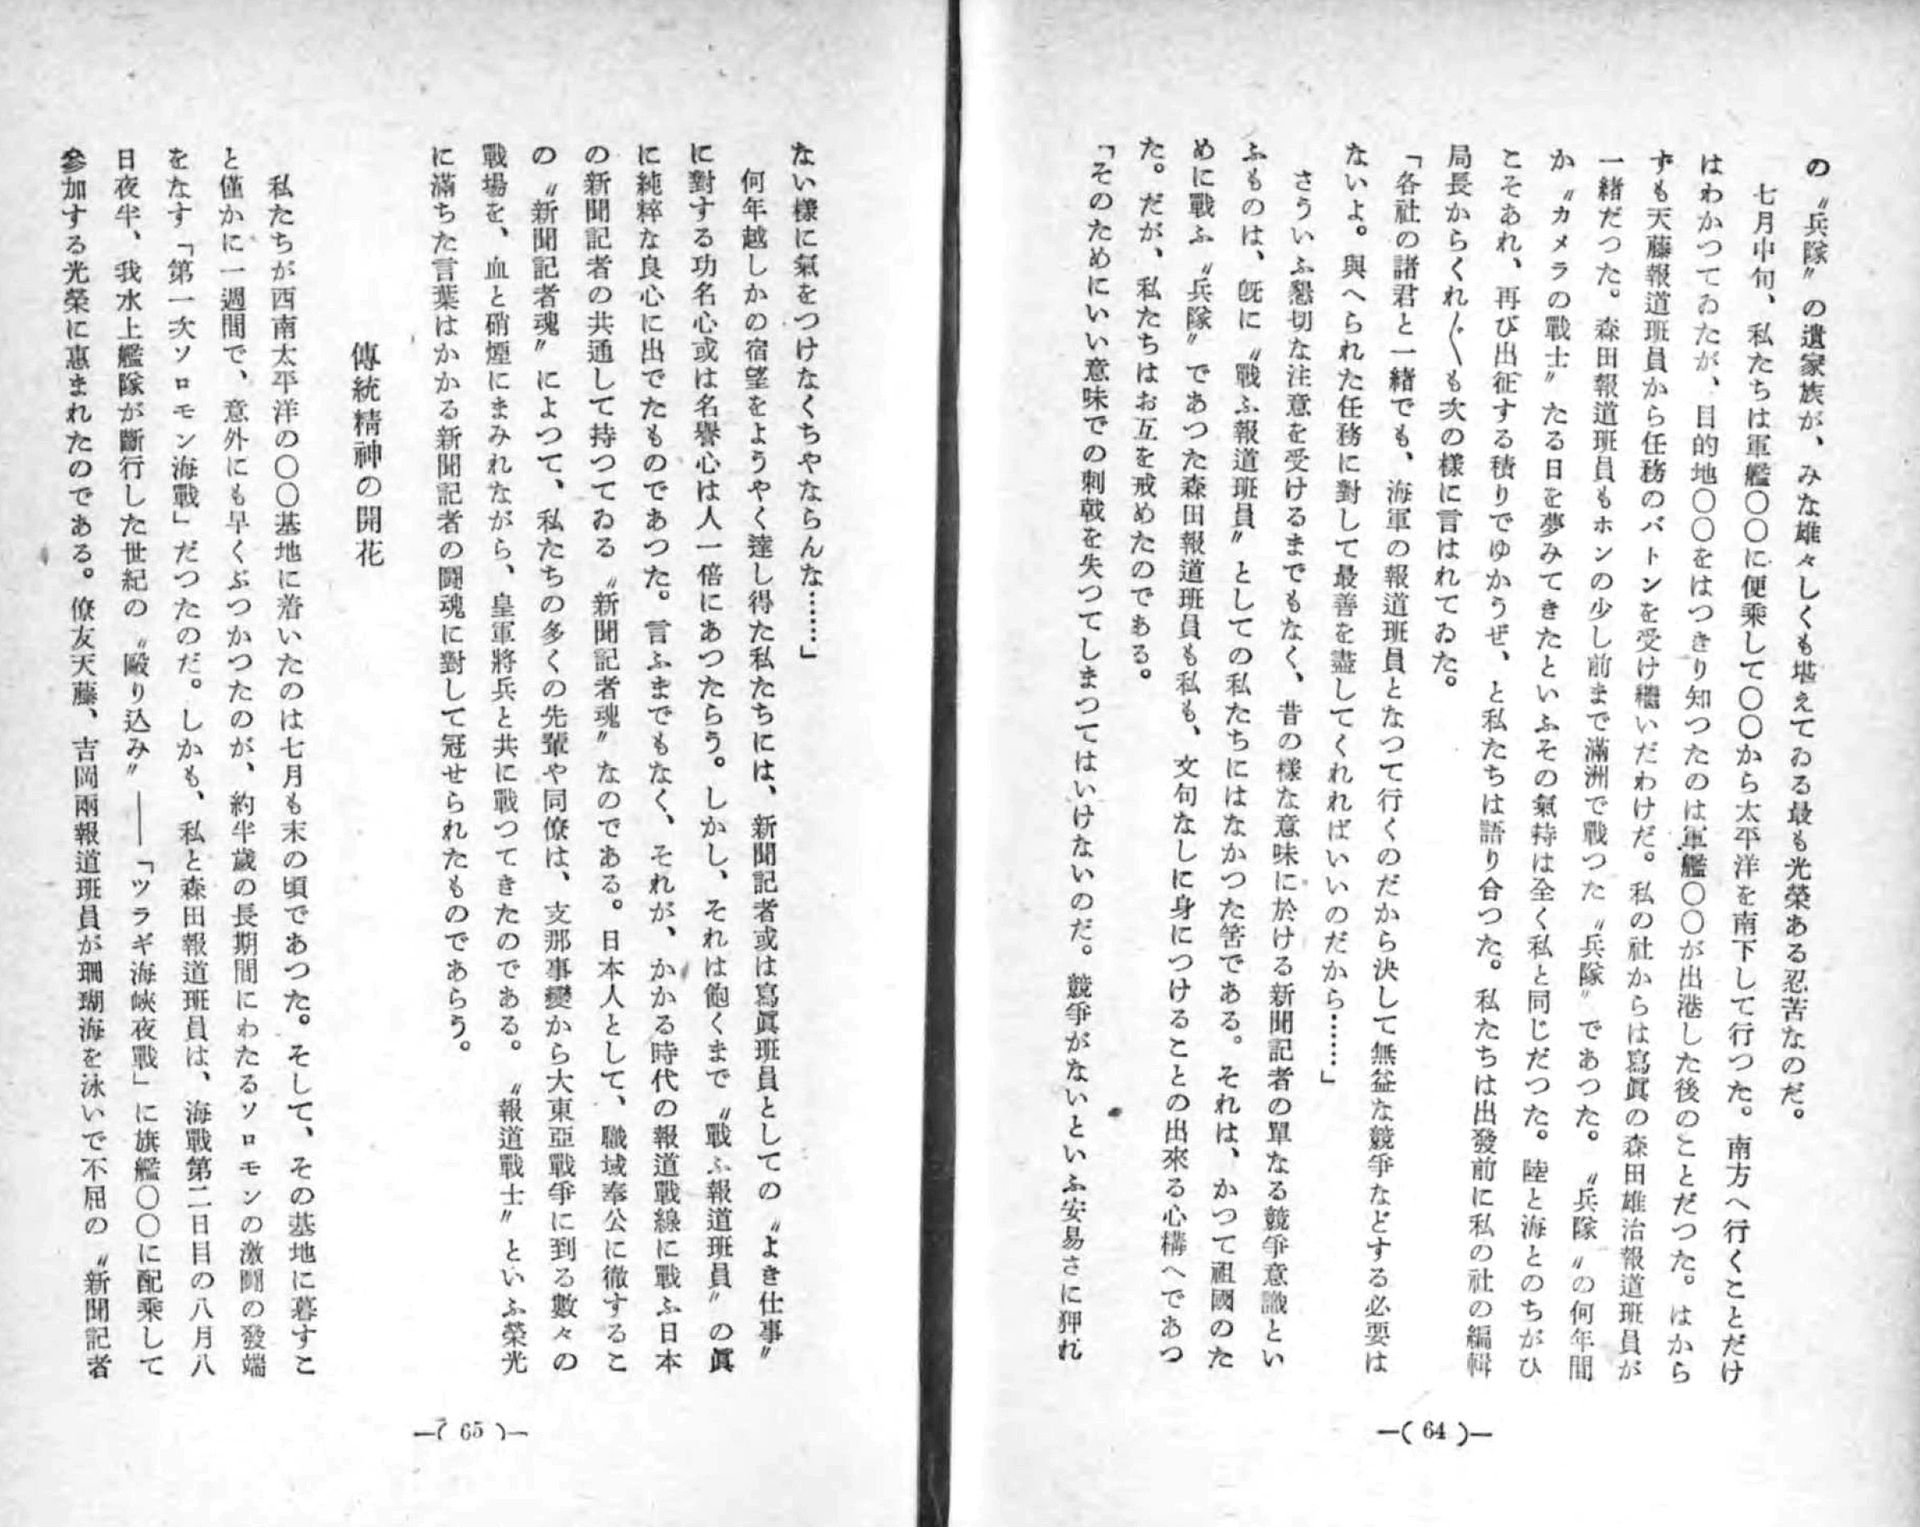 の〝兵隊〟の遺家族が、みな雄々しくも堪えてゐる最も光榮ある忍苦なのだ。
七月中旬、私たちは軍艦〇〇に便乘して〇〇から太平洋を南下して行つた。南方へ行くことだけ
はわかつてゐたが、目的地〇〇をはつきり知つたのは軍艦〇〇が出港した後のことだつた。はから
ずも天藤報道班員から任務のバトンを受け繼いだわけだ。私の社からは寫眞の森田雄治報道班員が
一緒だつた。森田報道班員もホンの少し前まで滿洲で戰つた〝兵隊〟であつた。〝兵隊〟の何年間
か〝カメラの戰士〟たる日を夢みてきたといふその氣持は全く私と同じだつた。陸と海とのちがひ
こそあれ、再び出征する積りでゆかうぜ、と私たちは語り合つた。私たちは出發前に私の社の編輯
局長からくれ〴〵も次の樣に言はれてゐた。
「各社の諸君と一緒でも、海軍の報道班員となつて行くのだから決して無益な競爭などする必要は
ないよ。與へられた任務に對して最善を盡してくれればいいのだから……」
さういふ懇切な注意を受けるまでもなく、昔の樣な意味に於ける新聞記者の單なる競爭意識とい
ふものは、既に〝戰ふ報道班員〟としての私たちにはなかつた筈である。それは、かつて祖國のた
めに戰ふ〝兵隊〟であつた森田報道班員も私も、文句なしに身につけることの出來る心構へであつ
た。だが、私たちはお互を戒めたのである。
「そのためにいい意味での刺戟を失つてしまつてはいけないのだ。競爭がないといふ安易さに狎れ
―( 64 )―
ない樣に氣をつけなくちやならんな……」
何年越しかの宿望をようやく達し得た私たちには、新聞記者或は寫眞班員としての〝よき仕事〟
に對する功名心或は名譽心は人一倍にあつたらう。しかし、それは飽くまで〝戰ふ報道班員〟の眞
に純粹な良心に出でたものであつた。言ふまでもなく、それが、かかる時代の報道戰線に戰ふ日本
の新聞記者の共通して持つてゐる〝新聞記者魂〟なのである。日本人として、職域奉公に徹するこ
の〝新聞記者魂〟によつて、私たちの多くの先輩や同僚は、支那事變から大東亞戰爭に到る數々の
戰場を、血と硝煙にまみれながら、皇軍將兵と共に戰つてきたのである。〝報道戰士〟といふ榮光
に滿ちた言葉はかかる新聞記者の鬪魂に對して冠せられたものであらう。
傳統精神の開花
私たちが西南太平洋の〇〇基地に着いたのは七月も末の頃であつた。そして、その基地に暮すこ
と僅かに一週間で、意外にも早くぶつかつたのが、約半歲の長期間にわたるソロモンの激鬪の發端
をなす「第一次ソロモン海戰」だつたのだ。しかも、私と森田報道班員は、海戰第二日目の八月八
日夜半、我水上艦隊が斷行した世紀の〝毆り込み〟――「ツラギ海峽夜戰」に旗艦〇〇に配乘して
參加する光榮に惠まれたのである。僚友天藤、吉岡兩報道班員が珊瑚海を泳いで不屈の〝新聞記者
―( 65 )―